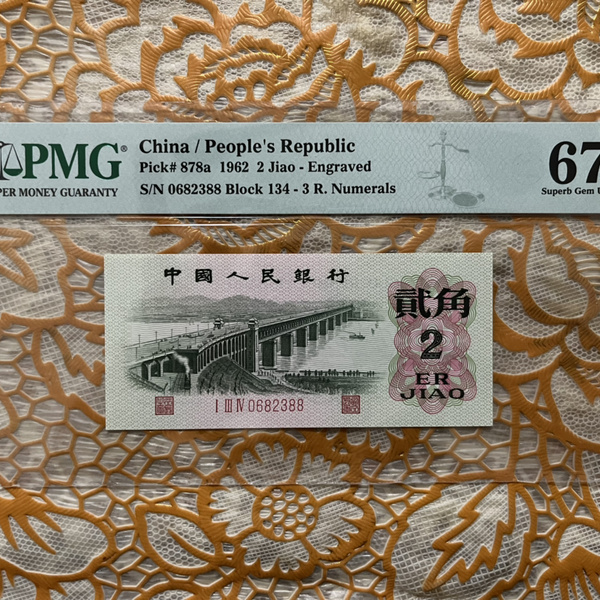 PMG®
PER MONEY GUARANTY
China / People's Republic
Pick# 878a 1962 2 Jiao - Engraved
S/N 0682388 Block 134 - 3 R. Numerals
67
Superb Gem U
中國人民銀行
貳角
2
ER
JIAO
I III IV 0682388